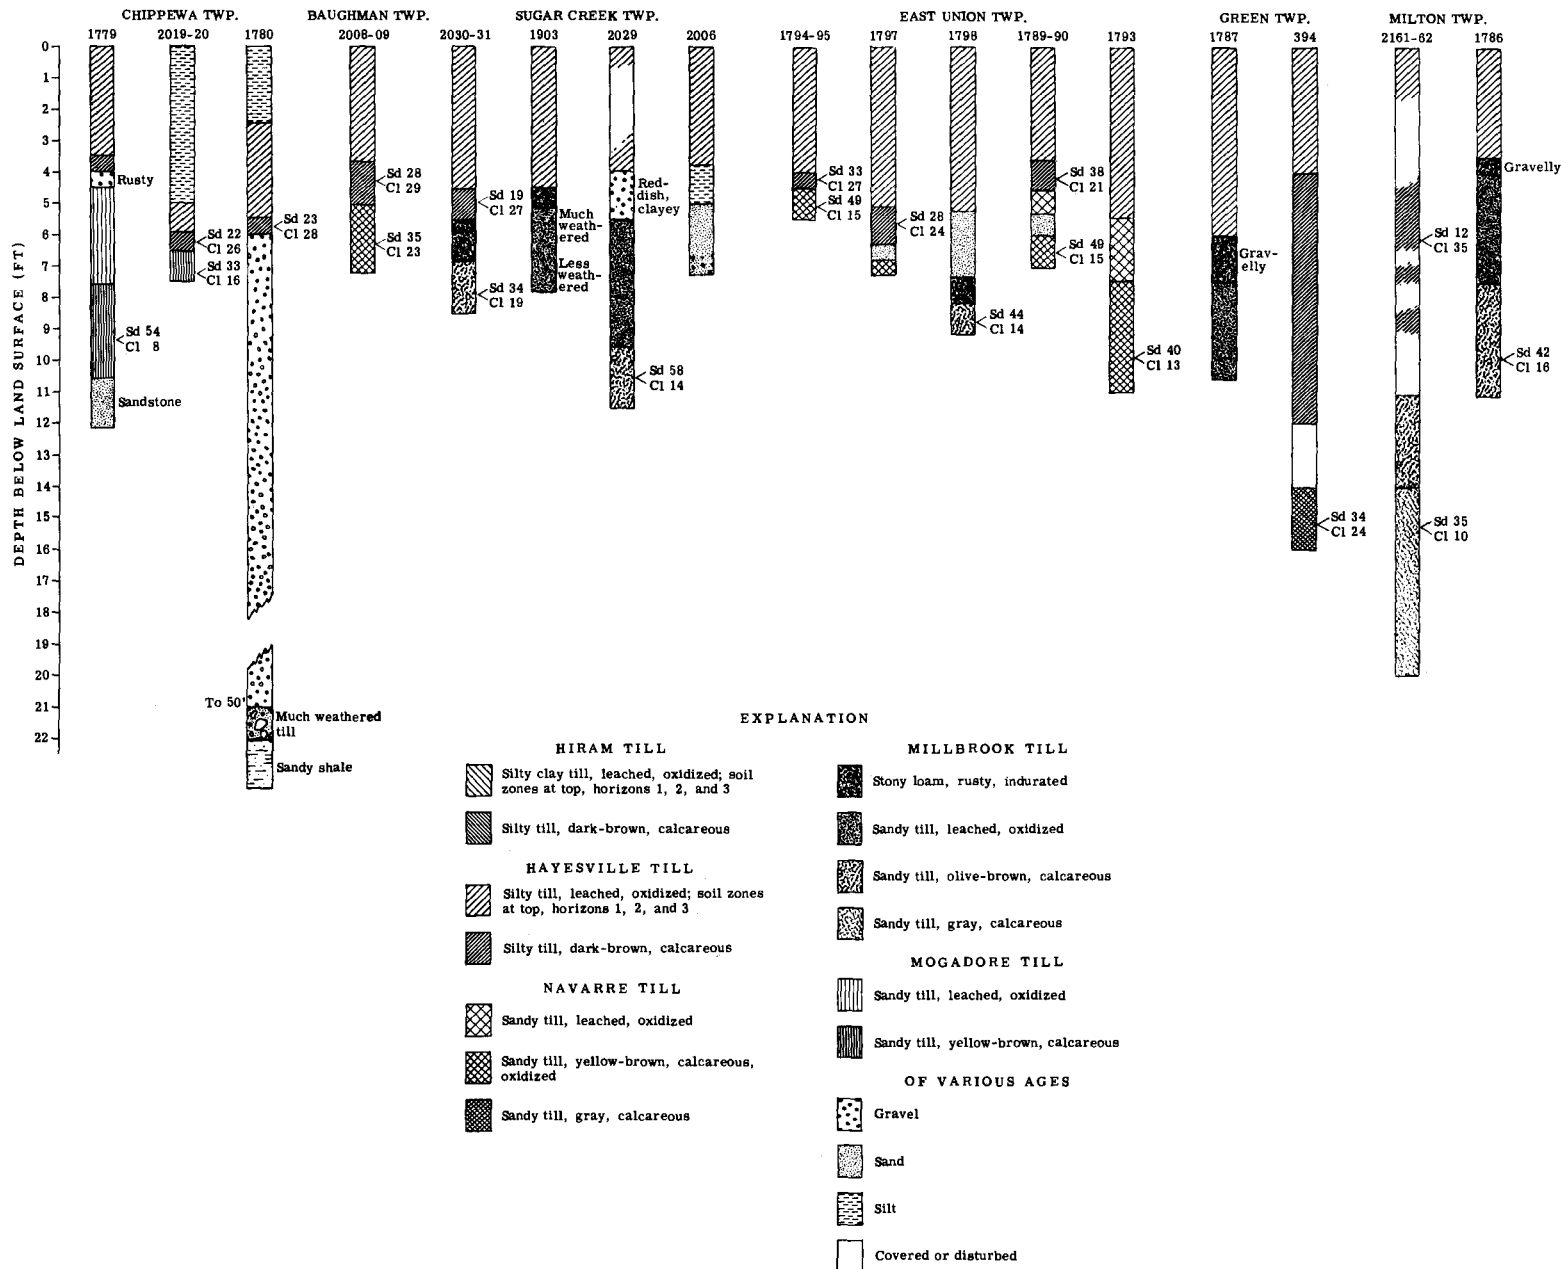 CHIPPEWA TWP. BAUGHMAN TWP. SUGAR CREEK TWP. EAST UNION TWP. GREEN TWP. MILTON TWP.
1779 2019-20 1780 2008-09 2030-31 1903 2029 2006 1794-95 1797 1798 1789-90 1793 1787 394 2161-62 1786
DEPTH BELOW LAND SURFACE (FT)
0
1
2
3
4
5
6
7
8
9
10
11
12
13
14
15
16
17
18
19
20
21
22
Rusty
Sd 54
Cl 8
Sandstone
Sd 22
Cl 26
Sd 33
Cl 16
Sd 23
Cl 28
To 50'
Much weathered
till
Sandy shale
Sd 28
Cl 29
Sd 35
Cl 23
Sd 19
Cl 27
Sd 34
Cl 19
Much
weath-
ered
Less
weath-
ered
Red-
dish,
clayey
Sd 58
Cl 14
Sd 33
Cl 27
Sd 49
Cl 15
Sd 28
Cl 24
Sd 44
Cl 14
Sd 38
Cl 21
Sd 49
Cl 15
Sd 40
Cl 13
Grav-
elly
Sd 34
Cl 24
Sd 12
Cl 35
Sd 35
Cl 10
Gravelly
Sd 42
Cl 16
EXPLANATION
HIRAM TILL
Silty clay till, leached, oxidized; soil
zones at top, horizons 1, 2, and 3
Silty till, dark-brown, calcareous
HAYESVILLE TILL
Silty till, leached, oxidized; soil zones
at top, horizons 1, 2, and 3
Silty till, dark-brown, calcareous
NAVARRE TILL
Sandy till, leached, oxidized
Sandy till, yellow-brown, calcareous,
oxidized
Sandy till, gray, calcareous
MILLBROOK TILL
Stony loam, rusty, indurated
Sandy till, leached, oxidized
Sandy till, olive-brown, calcareous
Sandy till, gray, calcareous
MOGADORE TILL
Sandy till, leached, oxidized
Sandy till, yellow-brown, calcareous
OF VARIOUS AGES
Gravel
Sand
Silt
Covered or disturbed